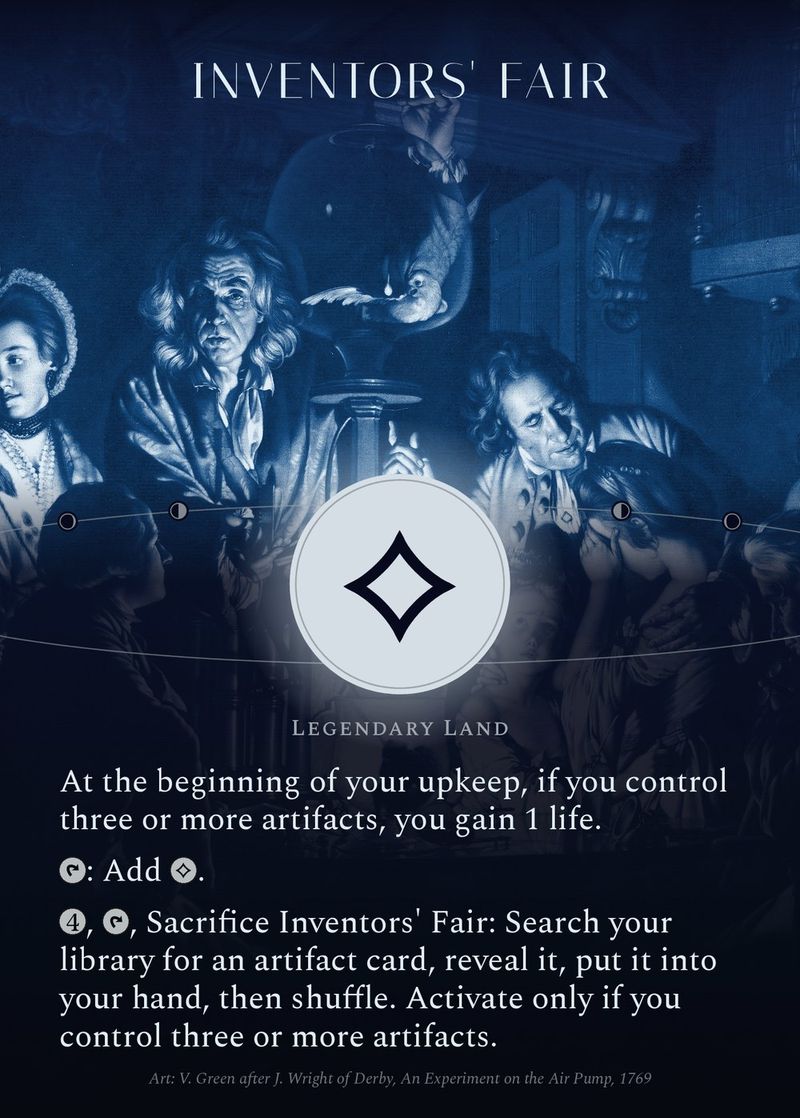 INVENTORS' FAIR
Legendary Land
At the beginning of your upkeep, if you control
three or more artifacts, you gain 1 life.
: Add .
4, , Sacrifice Inventors' Fair: Search your
library for an artifact card, reveal it, put it into
your hand, then shuffle. Activate only if you
control three or more artifacts.
Art: V. Green after J. Wright of Derby, An Experiment on the Air Pump, 1769